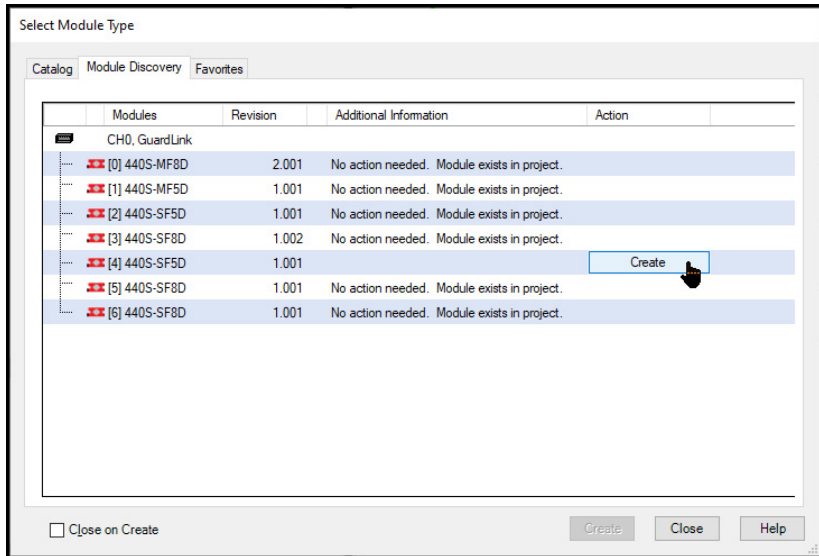 Select Module Type
Catalog Module Discovery Favorites
Modules Revision Additional Information Action
CH0, GuardLink
[0] 440S-MF8D 2.001 No action needed. Module exists in project.
[1] 440S-MF5D 1.001 No action needed. Module exists in project.
[2] 440S-SF5D 1.001 No action needed. Module exists in project.
[3] 440S-SF8D 1.002 No action needed. Module exists in project.
[4] 440S-SF5D 1.001 Create
[5] 440S-SF8D 1.001 No action needed. Module exists in project.
[6] 440S-SF8D 1.001 No action needed. Module exists in project.
Close on Create Create Close Help